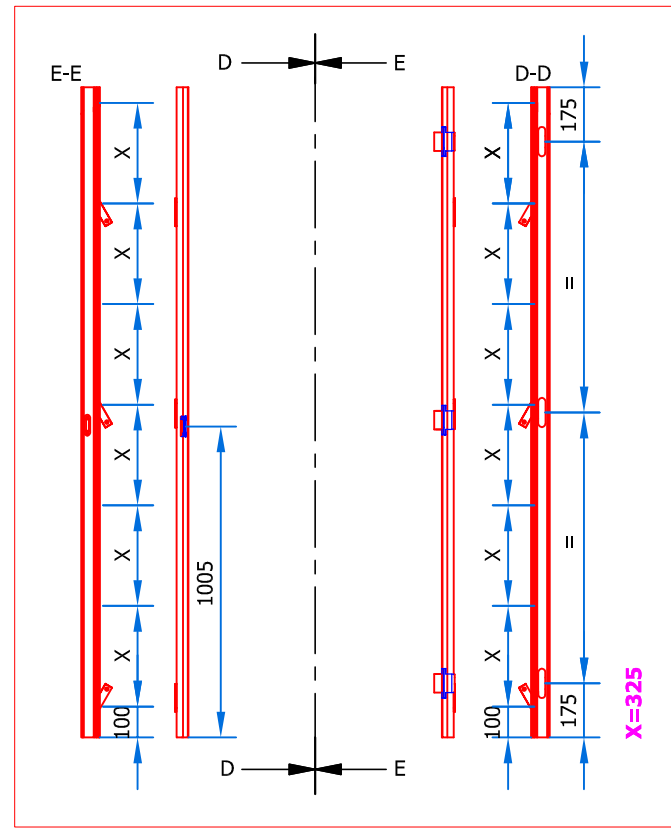 D E
E-E D-D
175
X X
X X
=
X X
X X
1005
X X
=
X X
100 100 175
X=325
D E